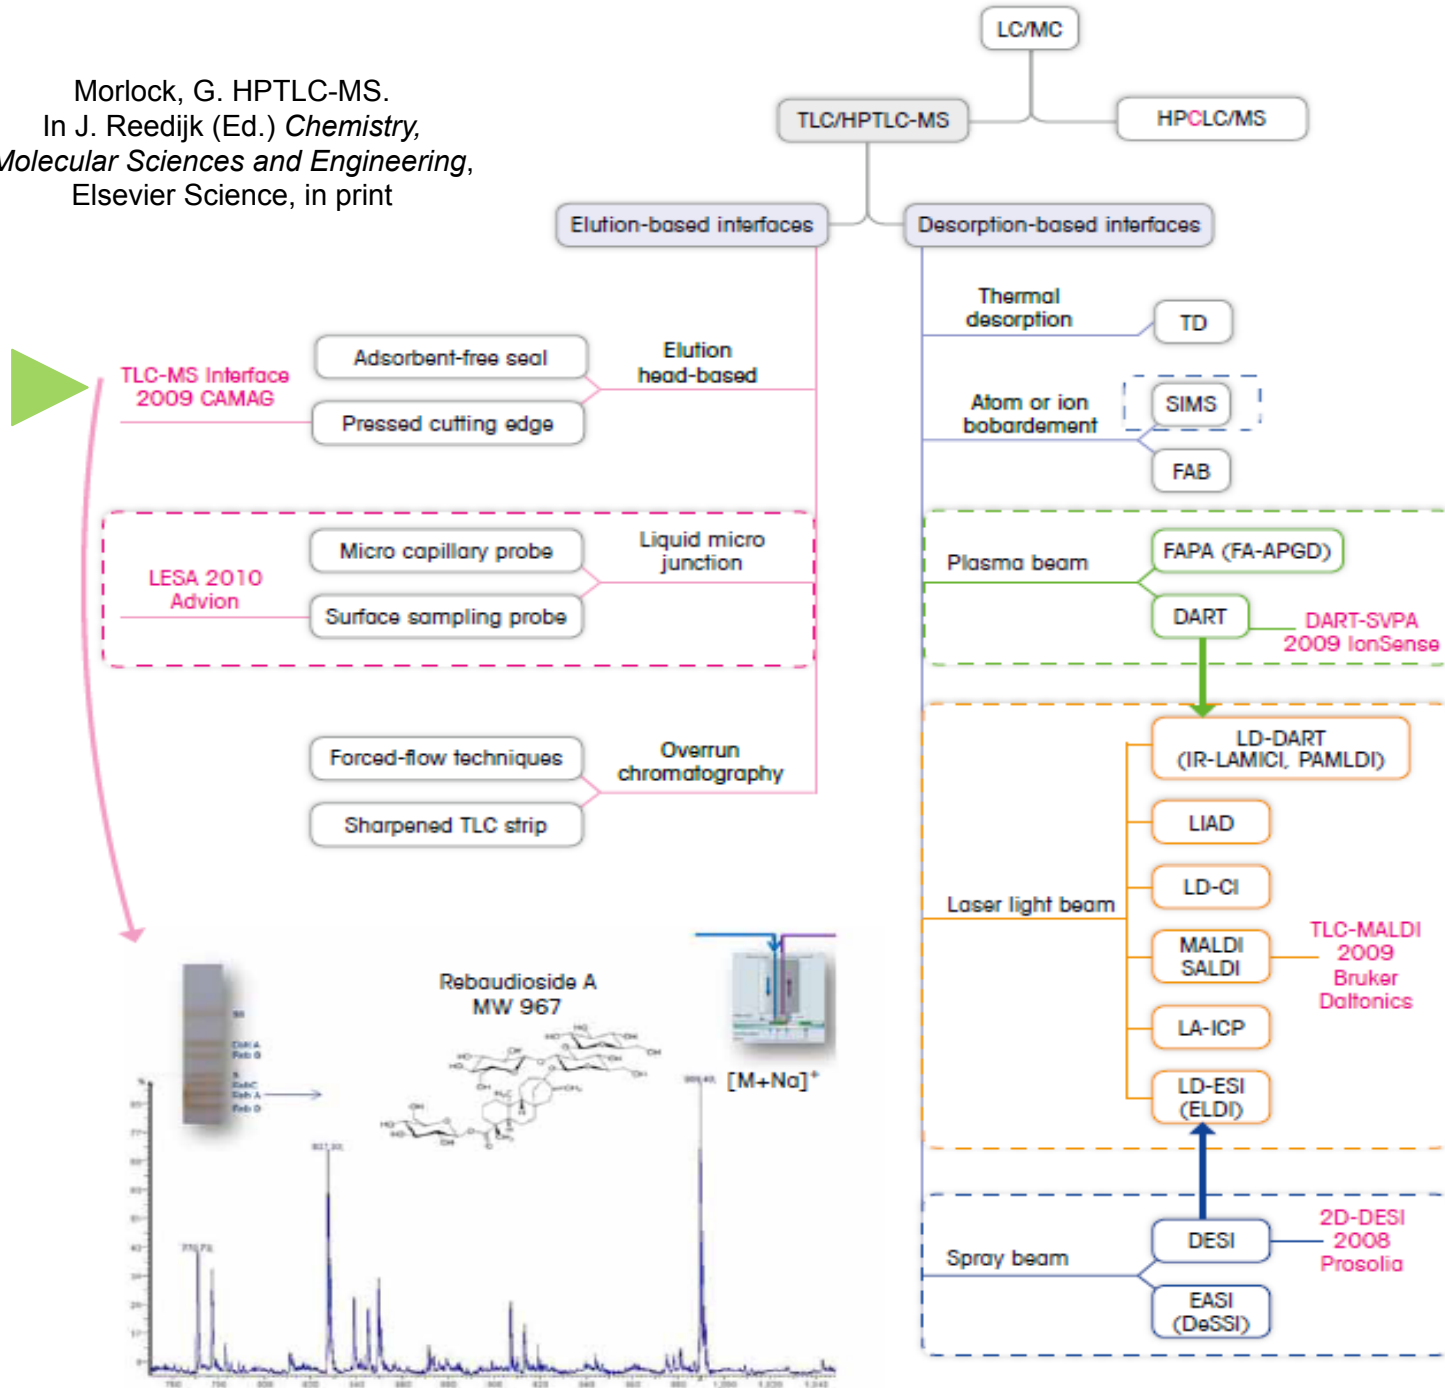 Morlock, G. HPTLC-MS.
In J. Reedijk (Ed.) Chemistry,
Molecular Sciences and Engineering,
Elsevier Science, in print
LC/MC
TLC/HPTLC-MS
HPCLC/MS
Elution-based interfaces
Desorption-based interfaces
TLC-MS Interface
2009 CAMAG
Adsorbent-free seal
Pressed cutting edge
Elution
head-based
LESA 2010
Advion
Micro capillary probe
Surface sampling probe
Liquid micro
junction
Forced-flow techniques
Sharpened TLC strip
Overrun
chromatography
Thermal
desorption
TD
Atom or ion
bobardement
SIMS
FAB
Plasma beam
FAPA (FA-APGD)
DART
DART-SVPA
2009 IonSense
Laser light beam
LD-DART
(IR-LAMICI, PAMLDI)
LIAD
LD-CI
MALDI
SALDI
TLC-MALDI
2009
Bruker
Daltonics
LA-ICP
LD-ESI
(ELDI)
Spray beam
DESI
2D-DESI
2008
Prosolia
EASI
(DeSSI)
Rebaudioside A
MW 967
[M+Na]+